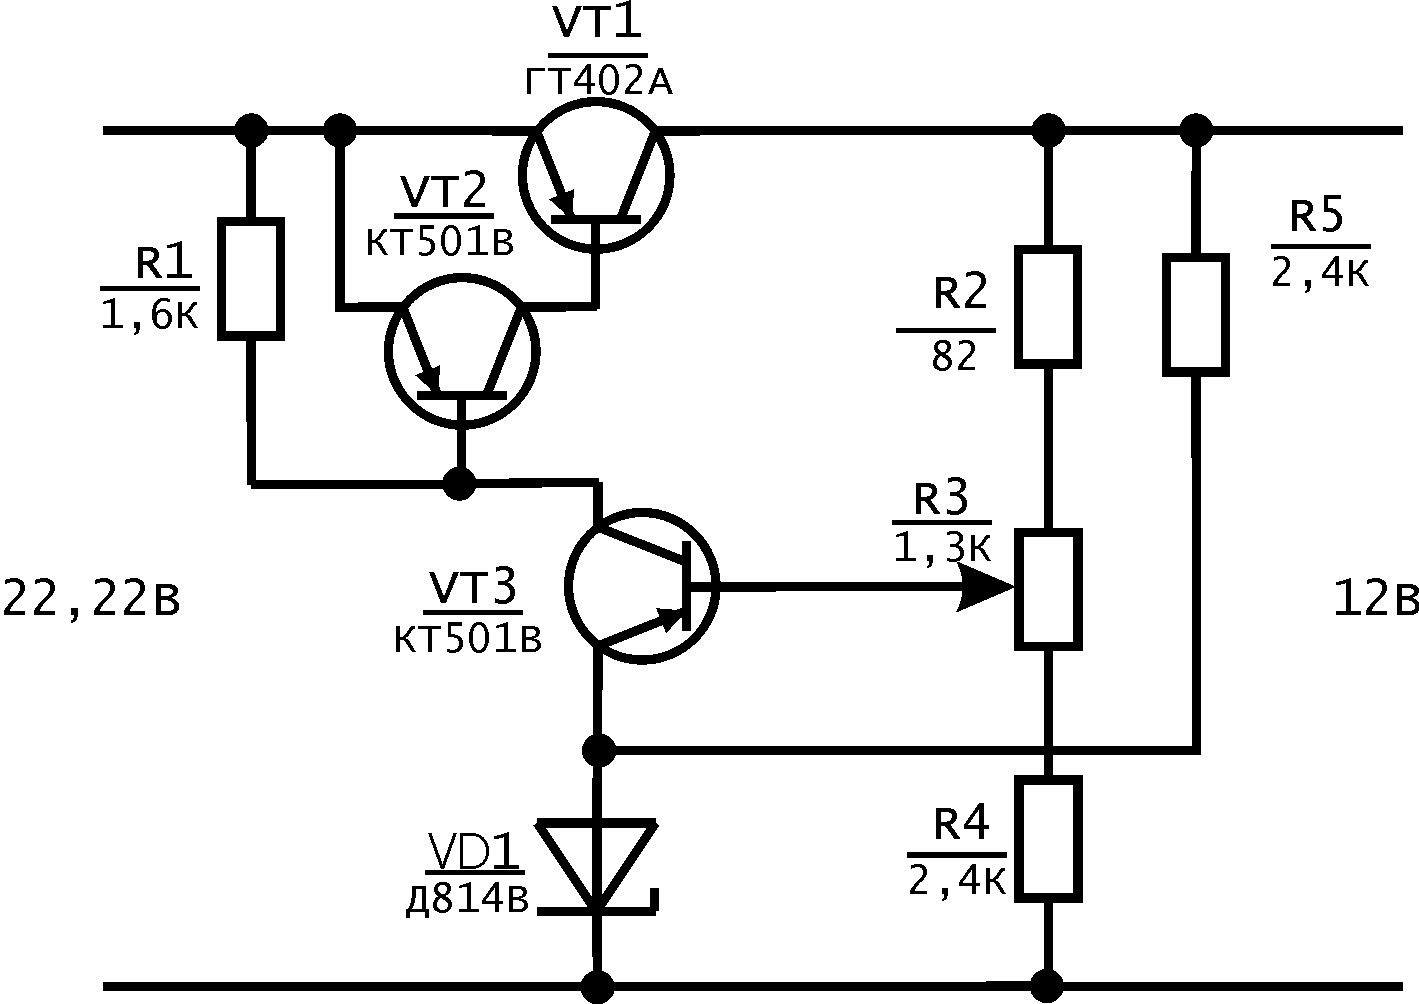 VT1
ГТ402А
VT2
КТ501В
R1
1,6К
R5
2,4К
R2
82
R3
1,3К
VT3
КТ501В
22,22В
12В
R4
2,4К
VD1
Д814В